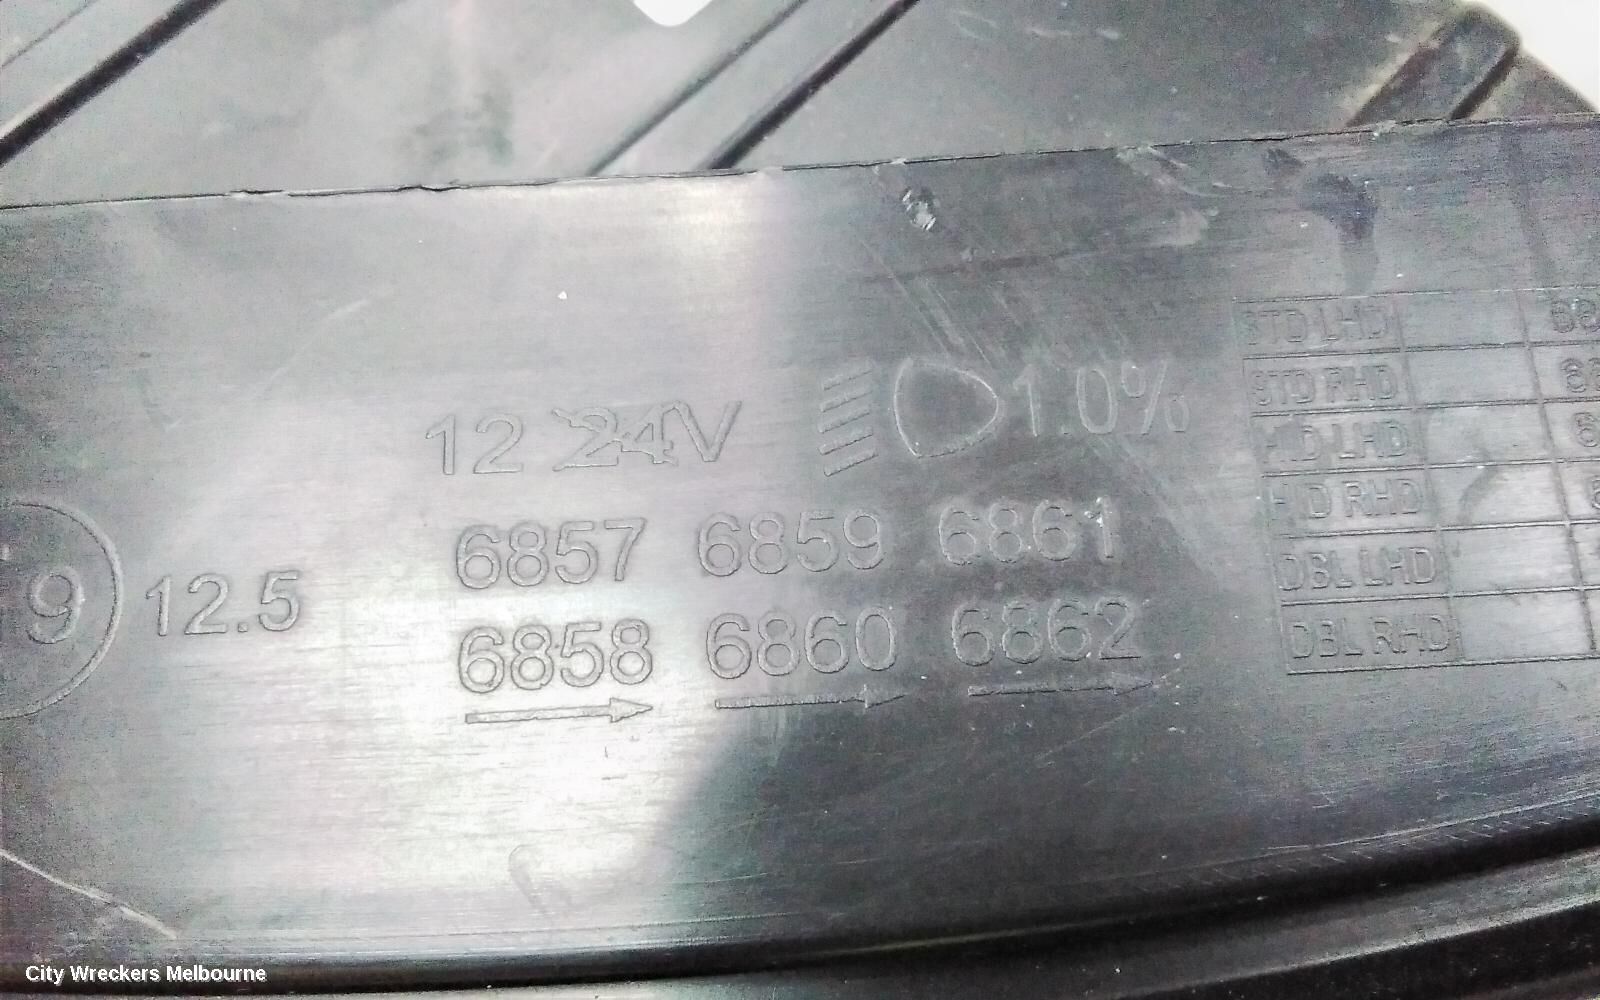 12 24V 1.0%
9 12.5
6857 6859 6861
6858 6860 6862
STD LHD
STD RHD
HID LHD
HID RHD
DBL LHD
DBL RHD
City Wreckers Melbourne